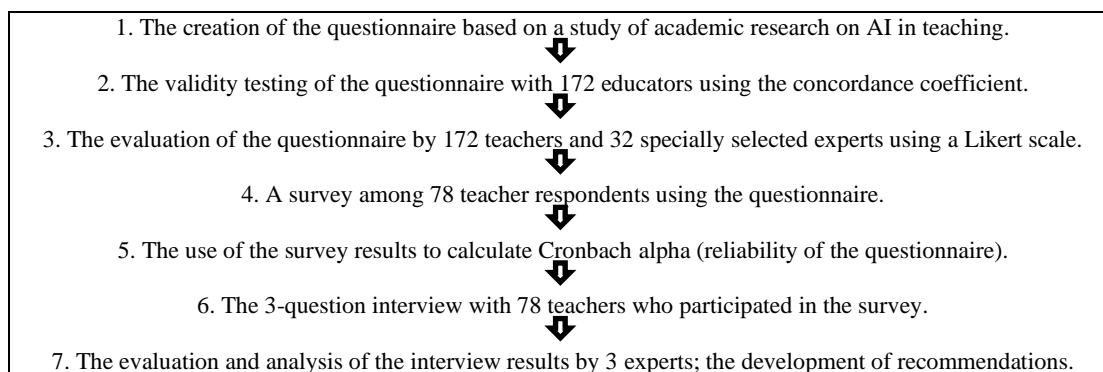 1. The creation of the questionnaire based on a study of academic research on AI in teaching.
2. The validity testing of the questionnaire with 172 educators using the concordance coefficient.
3. The evaluation of the questionnaire by 172 teachers and 32 specially selected experts using a Likert scale.
4. A survey among 78 teacher respondents using the questionnaire.
5. The use of the survey results to calculate Cronbach alpha (reliability of the questionnaire).
6. The 3-question interview with 78 teachers who participated in the survey.
7. The evaluation and analysis of the interview results by 3 experts; the development of recommendations.